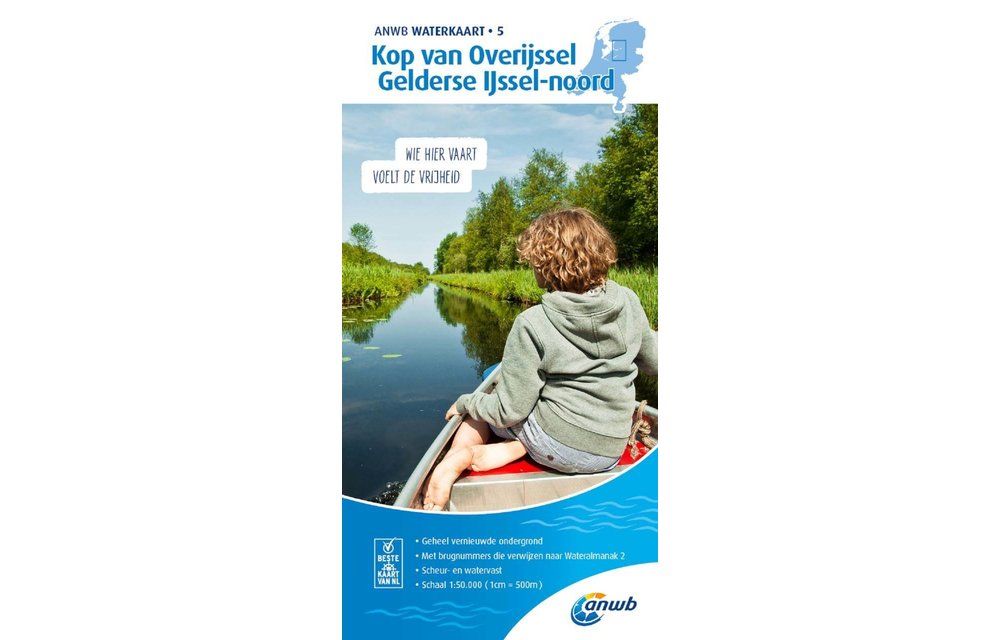 ANWB WATERKAART • 5
Kop van Overijssel
Gelderse IJssel-noord
WIE HIER VAART
VOELT DE VRIJHEID
• Geheel vernieuwde ondergrond
• Met brugnummers die verwijzen naar Wateralmanak 2
• Scheur- en watervast
• Schaal 1:50.000 ( 1cm = 500m )
BESTE
KAART
VAN NL
anwb